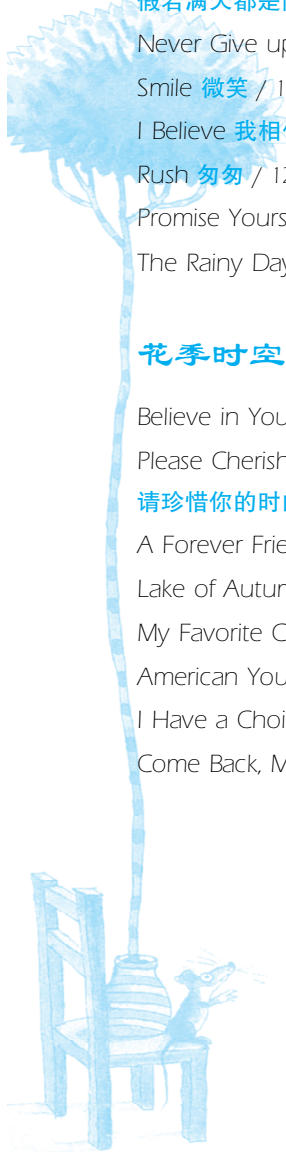 Never Give up
Smile 微笑 / 1
I Believe 我相
Rush 匆匆 / 12
Promise Yours
The Rainy Day
花季时空
Believe in You
Please Cherish
请珍惜你的时
A Forever Frie
Lake of Autu
My Favorite C
American You
I Have a Choi
Come Back, M